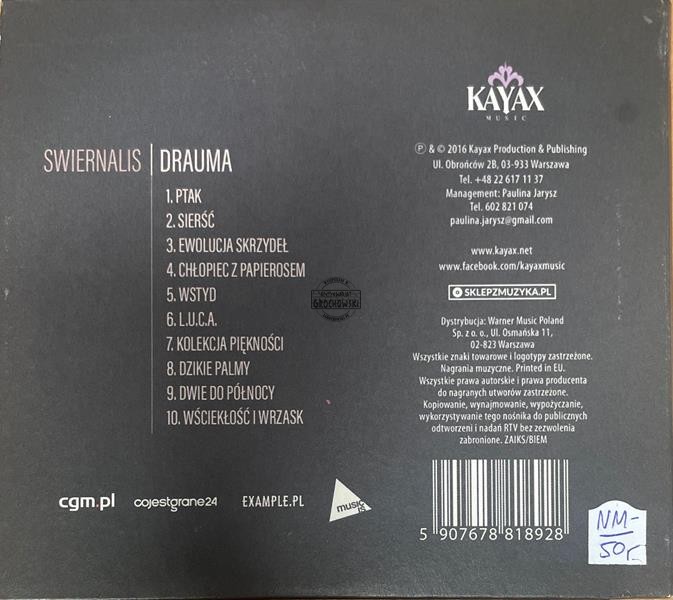 KAYAX
MUSIC
SWIERNALIS | DRAUMA
1. PTAK
2. SIERŚĆ
3. EWOLUCJA SKRZYDEŁ
4. CHŁOPIEC Z PAPIEROSEM
5. WSTYD
6. L.U.C.A.
7. KOLEKCJA PIĘKNOŚCI
8. DZIKIE PALMY
9. DWIE DO PÓŁNOCY
10. WŚCIEKŁOŚĆ I WRZASK
Ⓟ & © 2016 Kayax Production & Publishing
Ul. Obrońców 2B, 03-933 Warszawa
Tel. +48 22 617 11 37
Management: Paulina Jarysz
Tel. 602 821 074
paulina.jarysz@gmail.com
www.kayax.net
www.facebook.com/kayaxmusic
SKLEPZMUZYKA.PL
Dystrybucja: Warner Music Poland
Sp. z o. o., Ul. Osmańska 11,
02-823 Warszawa
Wszystkie znaki towarowe i logotypy zastrzeżone.
Nagrania muzyczne. Printed in EU.
Wszystkie prawa autorskie i prawa producenta
do nagranych utworów zastrzeżone.
Kopiowanie, wynajmowanie, wypożyczanie,
wykorzystywanie tego nośnika do publicznych
odtworzeń i nadań RTV bez zezwolenia
zabronione. ZAIKS/BIEM
GROCHOWSKI
cgm.pl
cojestgrane24
EXAMPLE.PL
music
5 907678 818928
NM-
50,-